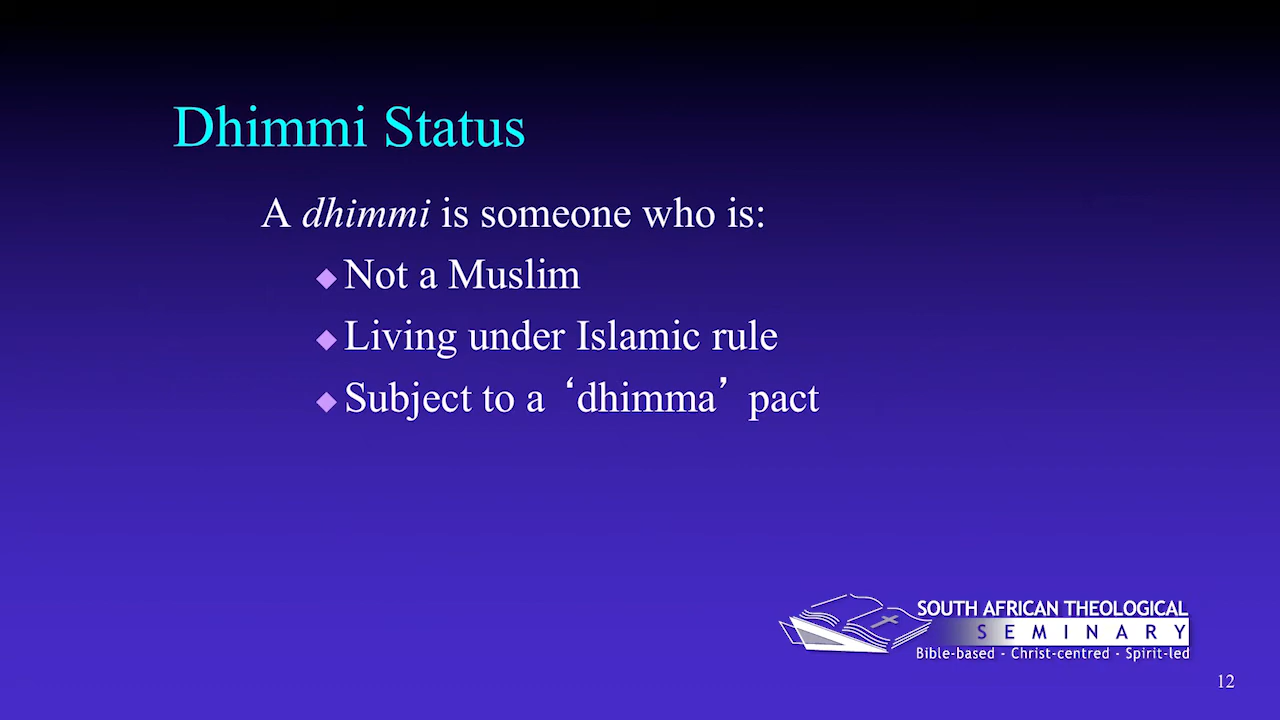 Dhimmi Status
A dhimmi is someone who is:
Not a Muslim
Living under Islamic rule
Subject to a ‘dhimma’ pact
SOUTH AFRICAN THEOLOGICAL
SEMINARY
Bible-based - Christ-centred - Spirit-led
12